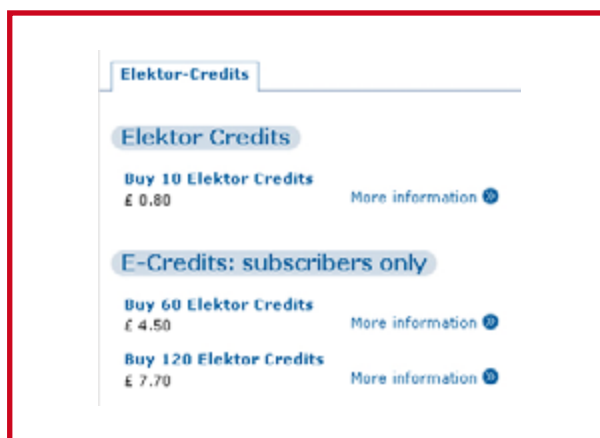 Elektor-Credits
Elektor Credits
Buy 10 Elektor Credits
£ 0.80
More information
E-Credits: subscribers only
Buy 60 Elektor Credits
£ 4.50
More information
Buy 120 Elektor Credits
£ 7.70
More information